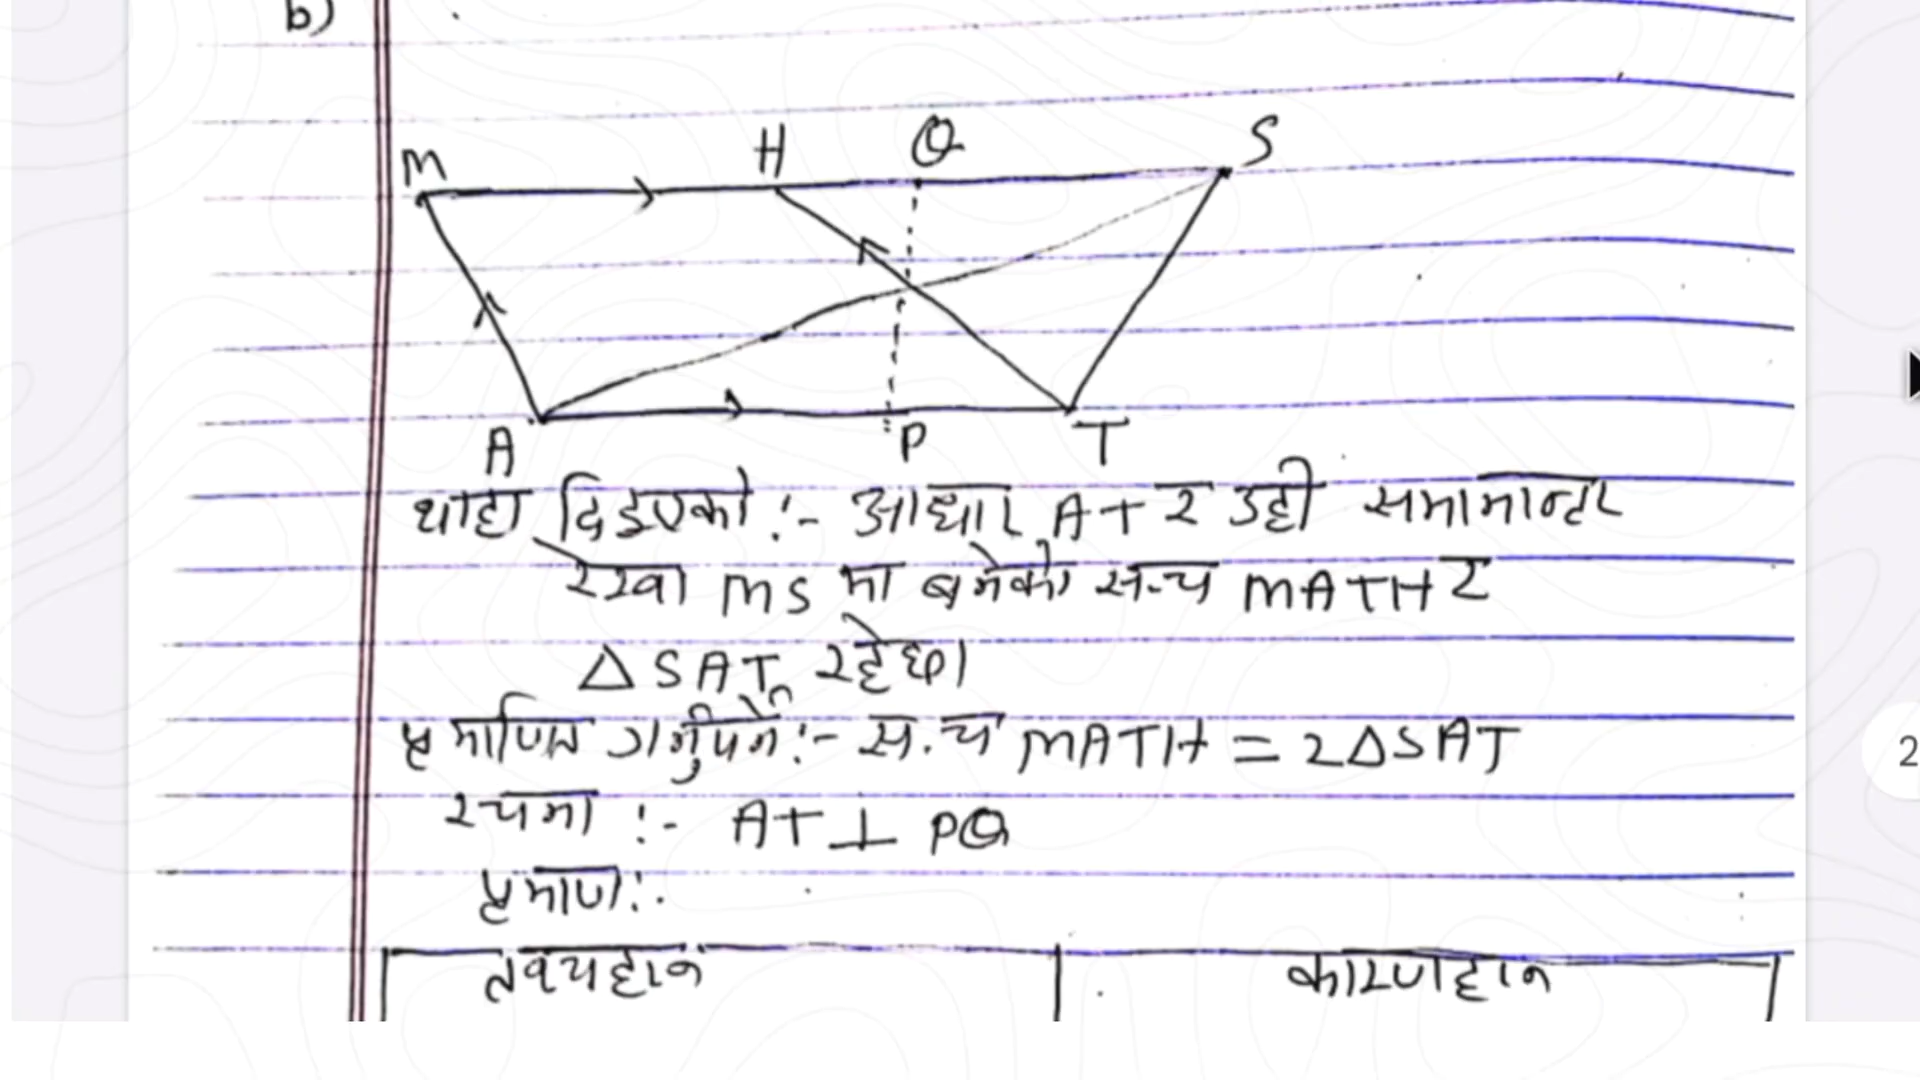 b)
M H Q S
A P T
थाहा दिइएको :- आधार AT र उही समानान्तर
रेखा MS मा बनेको स.च MATH र
△SAT रहेछ।
प्रमाणित गर्नुपर्ने :- स.च MATH = 2△SAT
रचना :- AT ⊥ PQ
प्रमाण :-
तथ्यहरू कारणहरू
2